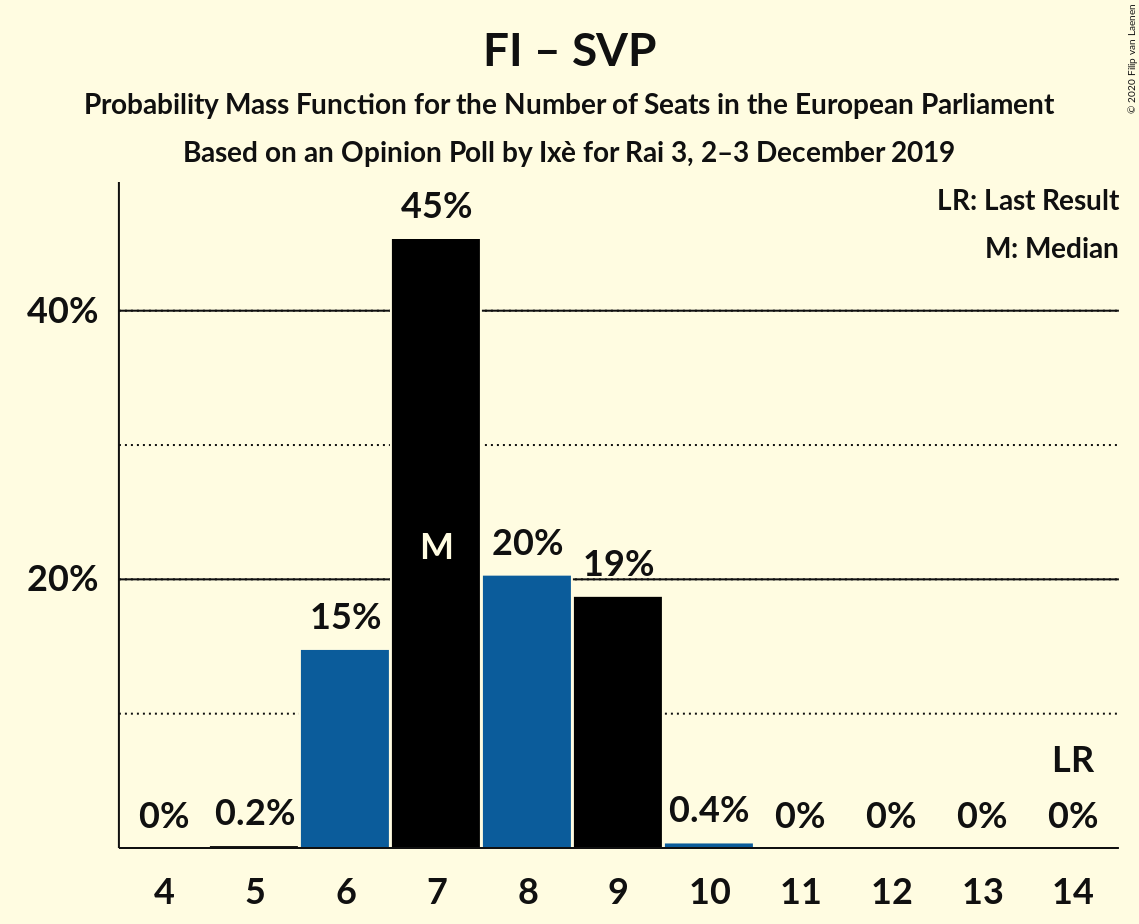 FI – SVP
Probability Mass Function for the Number of Seats in the European Parliament
Based on an Opinion Poll by Ixè for Rai 3, 2–3 December 2019
© 2020 Filip van Laenen
LR: Last Result
M: Median
45%
40%
M
20%
19%
20%
15%
LR
0%
0.2%
0.4%
0%
0%
0%
0%
4 5 6 7 8 9 10 11 12 13 14